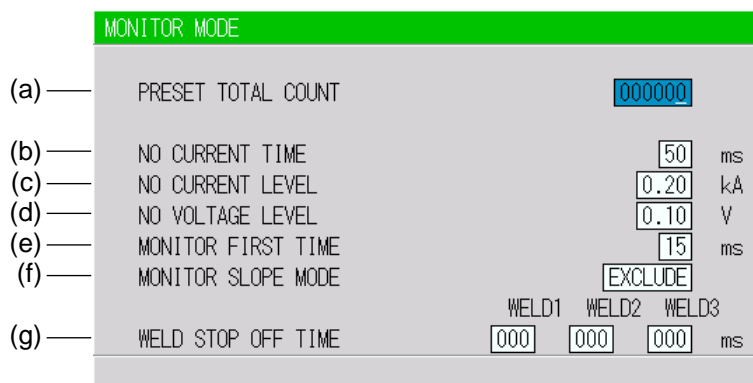 MONITOR MODE
(a) PRESET TOTAL COUNT 000000
(b) NO CURRENT TIME 50 ms
(c) NO CURRENT LEVEL 0.20 kA
(d) NO VOLTAGE LEVEL 0.10 V
(e) MONITOR FIRST TIME 15 ms
(f) MONITOR SLOPE MODE EXCLUDE
WELD1 WELD2 WELD3
(g) WELD STOP OFF TIME 000 000 000 ms